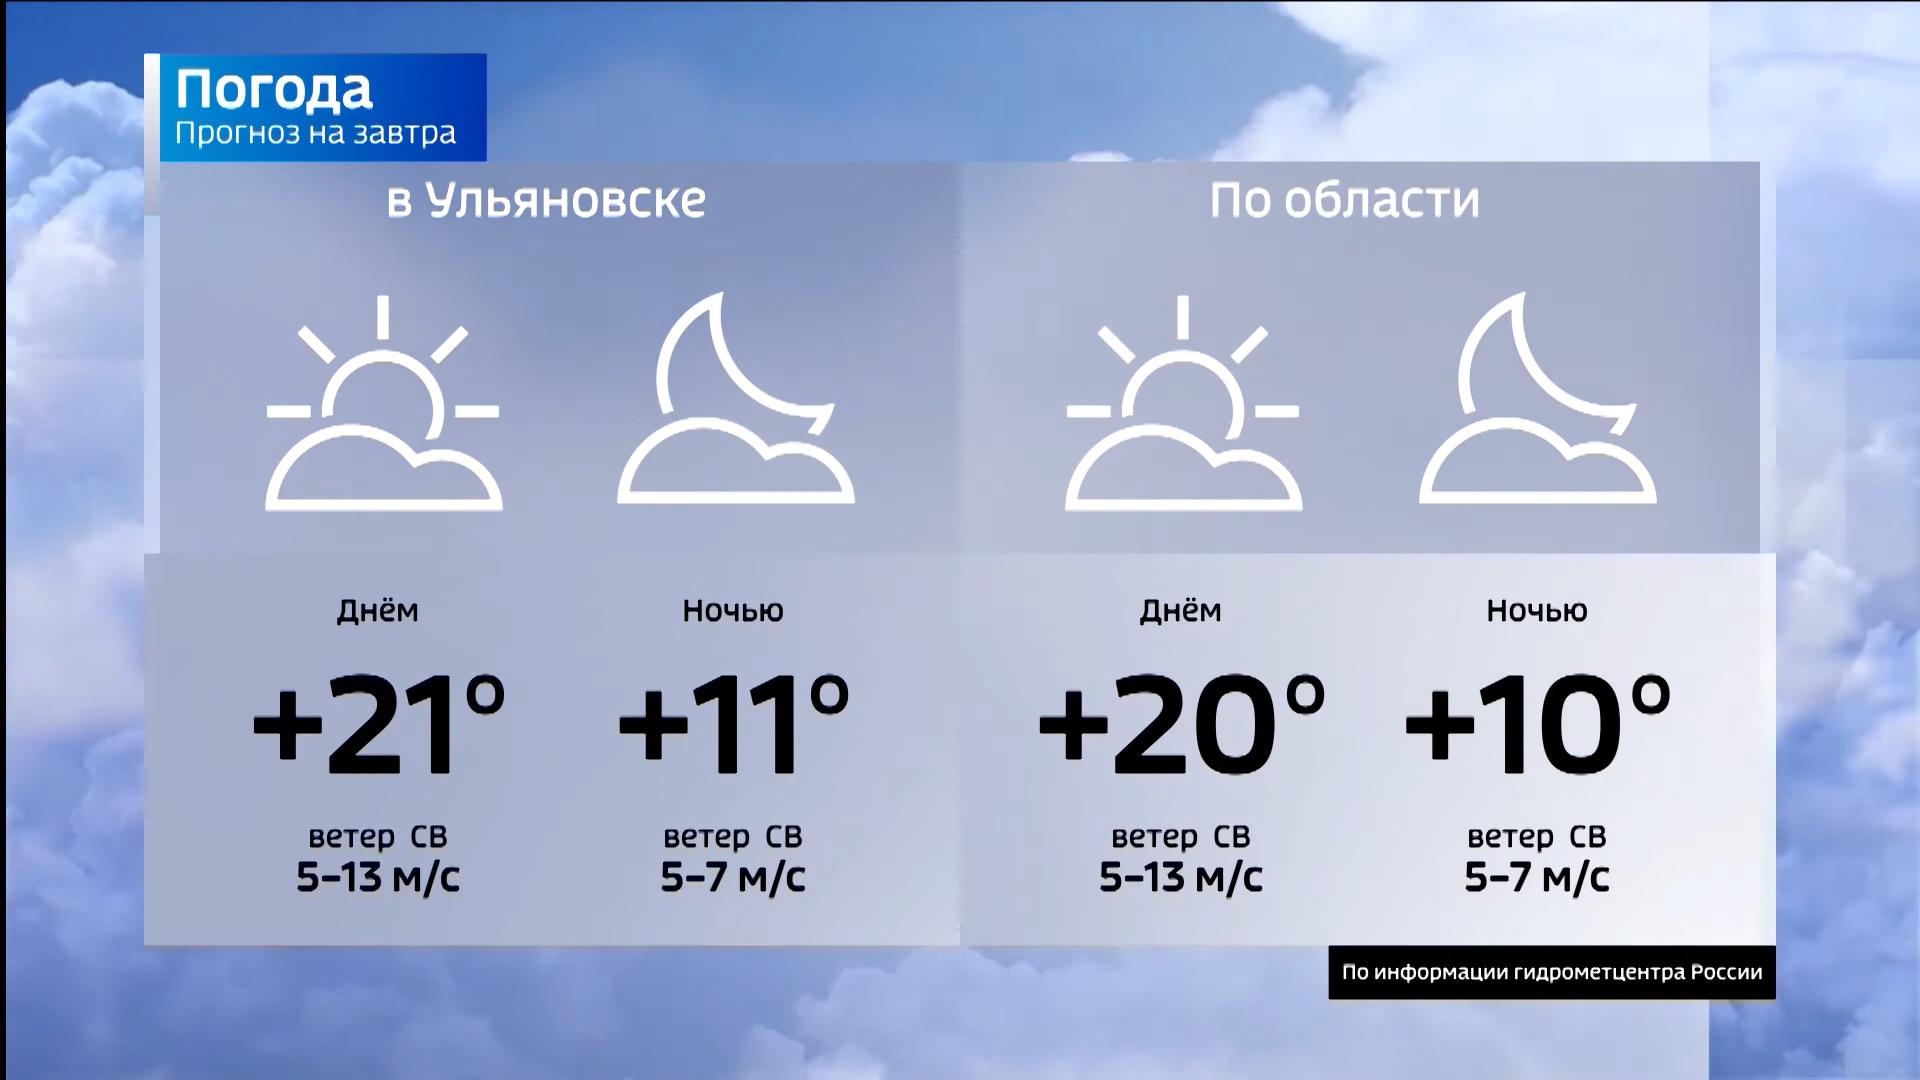 Погода
Прогноз на завтра
в Ульяновске
По области
Днём
Ночью
Днём
Ночью
+21°
+11°
+20°
+10°
ветер СВ
ветер СВ
ветер СВ
ветер СВ
5-13 м/с
5-7 м/с
5-13 м/с
5-7 м/с
По информации гидрометцентра России